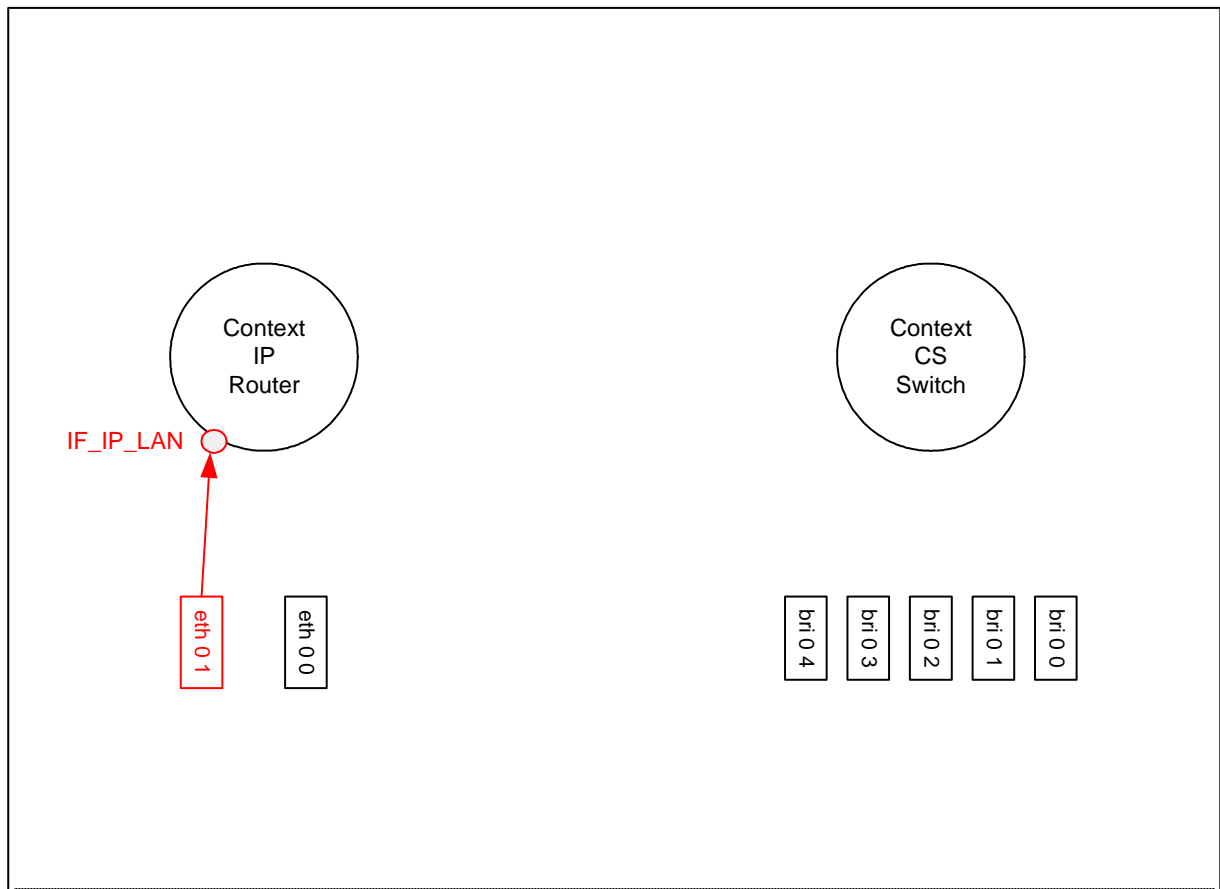 Context
IP
Router
Context
CS
Switch
IF_IP_LAN
eth 0 1
eth 0 0
bri 0 4
bri 0 3
bri 0 2
bri 0 1
bri 0 0